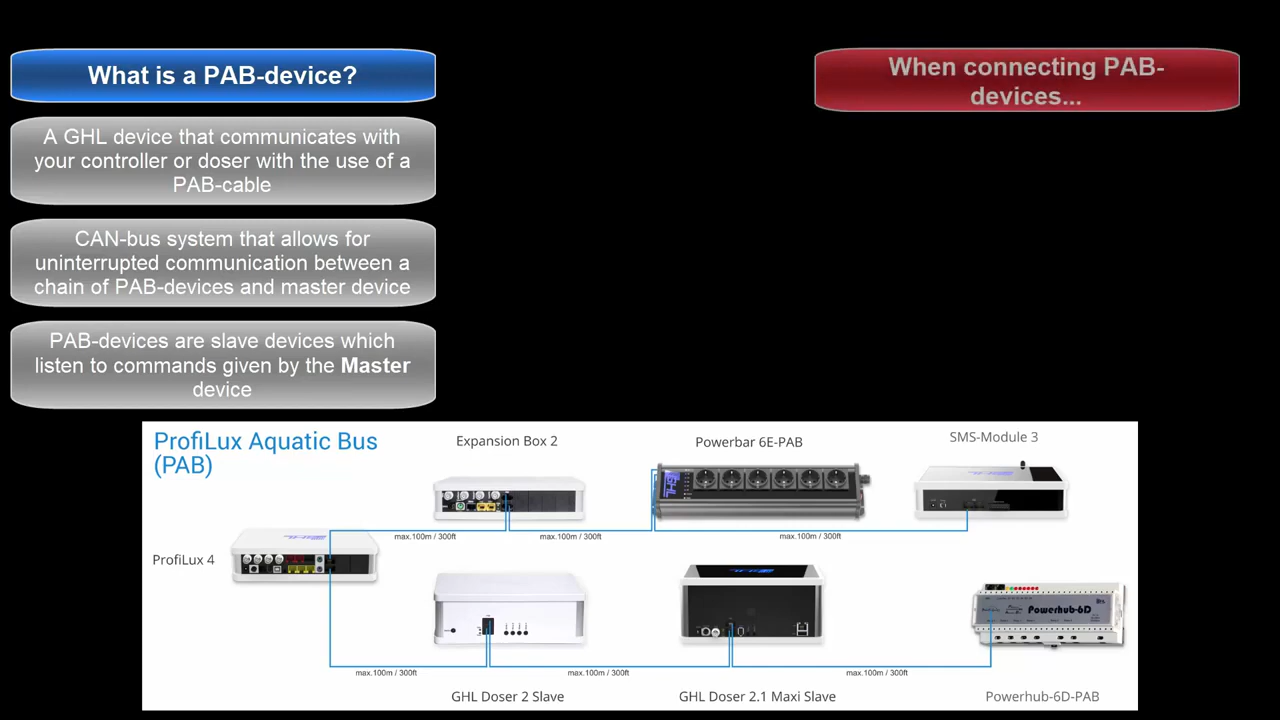 What is a PAB-device?
A GHL device that communicates with
your controller or doser with the use of a
PAB-cable
CAN-bus system that allows for
uninterrupted communication between a
chain of PAB-devices and master device
PAB-devices are slave devices which
listen to commands given by the Master
device
When connecting PAB-
devices...
ProfiLux Aquatic Bus
(PAB)
Expansion Box 2
Powerbar 6E-PAB
SMS-Module 3
GHL
max.100m / 300ft
max.100m / 300ft
max.100m / 300ft
ProfiLux 4
Powerhub-6D
max.100m / 300ft
max.100m / 300ft
max.100m / 300ft
GHL Doser 2 Slave
GHL Doser 2.1 Maxi Slave
Powerhub-6D-PAB